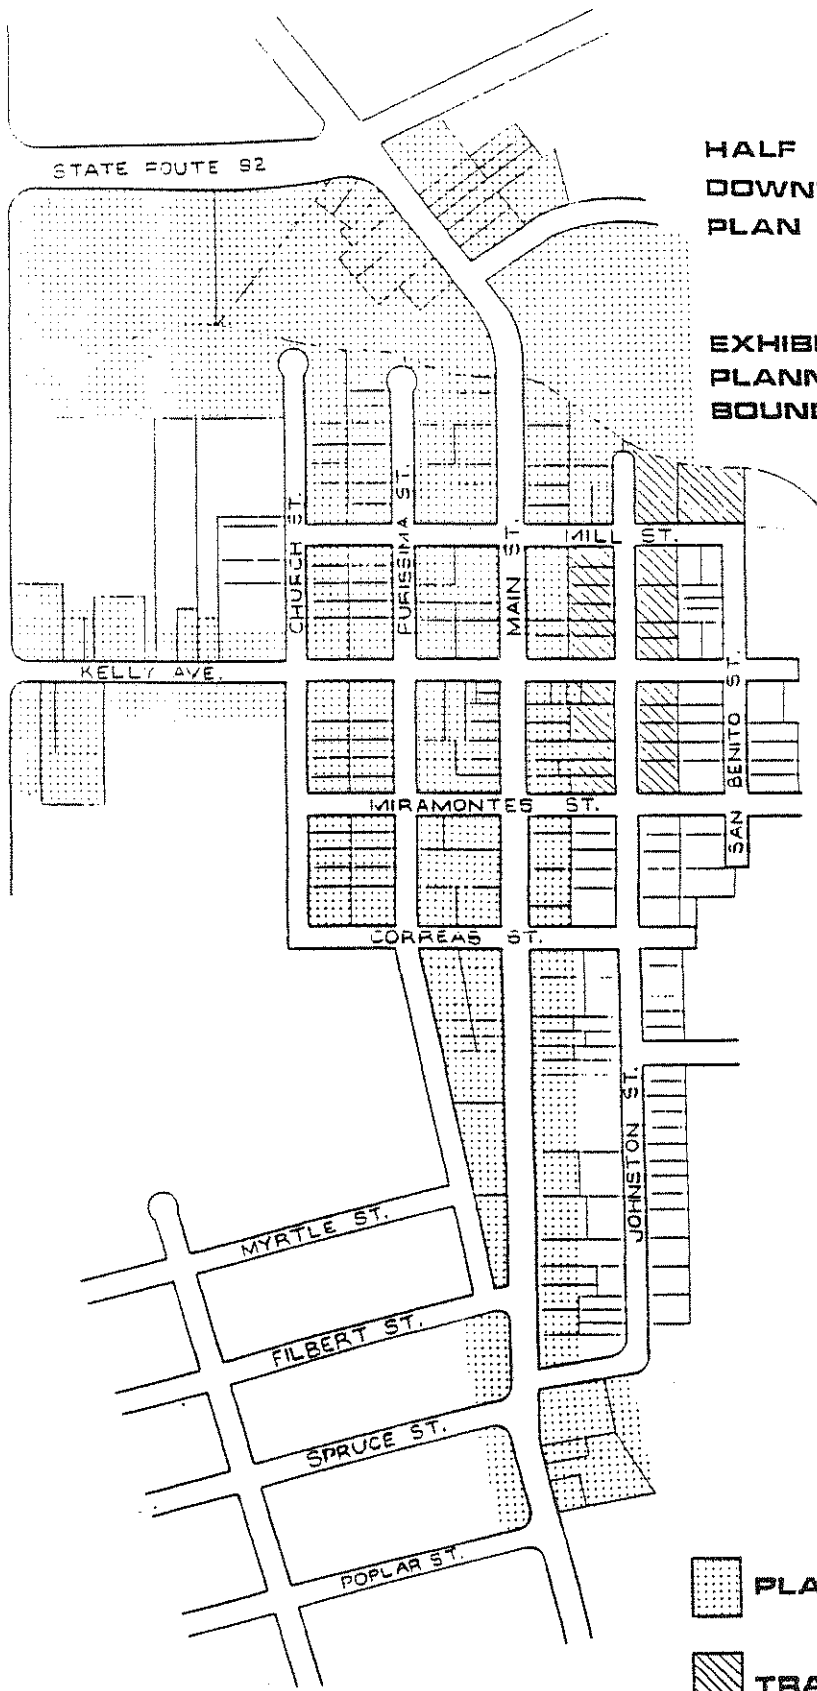 HALF
DOWN
PLAN
EXHIBI
PLANN
BOUND
STATE ROUTE 92
CHURCH ST.
PURISSIMA ST.
MAIN ST.
MILL ST.
KELLY AVE.
SAN BENITO ST.
MIRAMONTES ST.
CORREAS ST.
JOHNSTON ST.
MYRTLE ST.
FILBERT ST.
SPRUCE ST.
POPLAR ST.
PLA
TRA